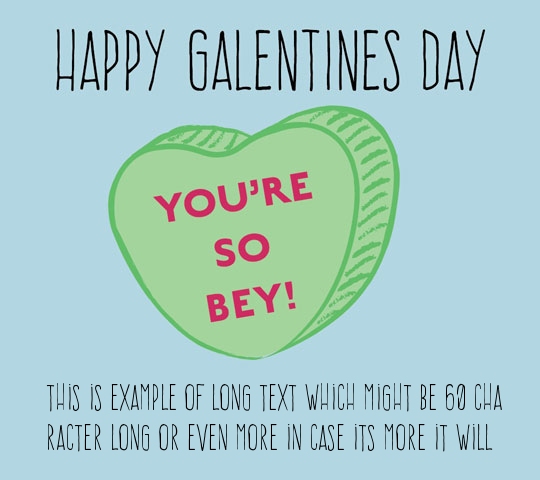 HAPPY GALENTINES DAY
YOU'RE
SO
BEY!
THIS IS EXAMPLE OF LONG TEXT WHICH MIGHT BE 60 CHA
RACTER LONG OR EVEN MORE IN CASE ITS MORE IT WILL